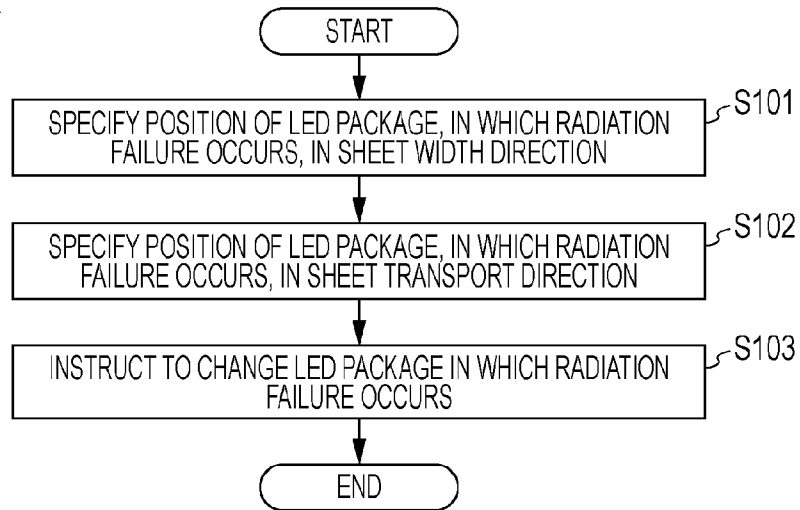 START
SPECIFY POSITION OF LED PACKAGE, IN WHICH RADIATION
FAILURE OCCURS, IN SHEET WIDTH DIRECTION
S101
SPECIFY POSITION OF LED PACKAGE, IN WHICH RADIATION
FAILURE OCCURS, IN SHEET TRANSPORT DIRECTION
S102
INSTRUCT TO CHANGE LED PACKAGE IN WHICH RADIATION
FAILURE OCCURS
S103
END